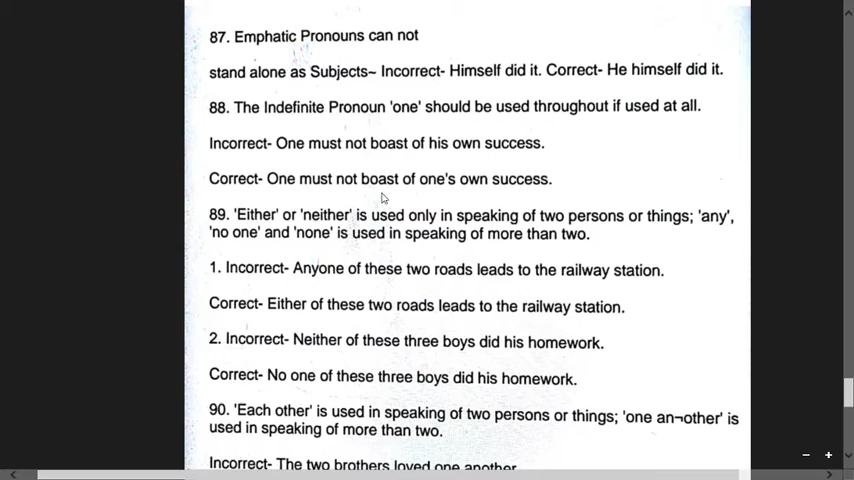 87. Emphatic Pronouns can not
stand alone as Subjects~ Incorrect- Himself did it. Correct- He himself did it.
88. The Indefinite Pronoun 'one' should be used throughout if used at all.
Incorrect- One must not boast of his own success.
Correct- One must not boast of one's own success.
89. 'Either' or 'neither' is used only in speaking of two persons or things; 'any',
'no one' and 'none' is used in speaking of more than two.
1. Incorrect- Anyone of these two roads leads to the railway station.
Correct- Either of these two roads leads to the railway station.
2. Incorrect- Neither of these three boys did his homework.
Correct- No one of these three boys did his homework.
90. 'Each other' is used in speaking of two persons or things; 'one an¬other' is
used in speaking of more than two.
Incorrect- The two brothers loved one another